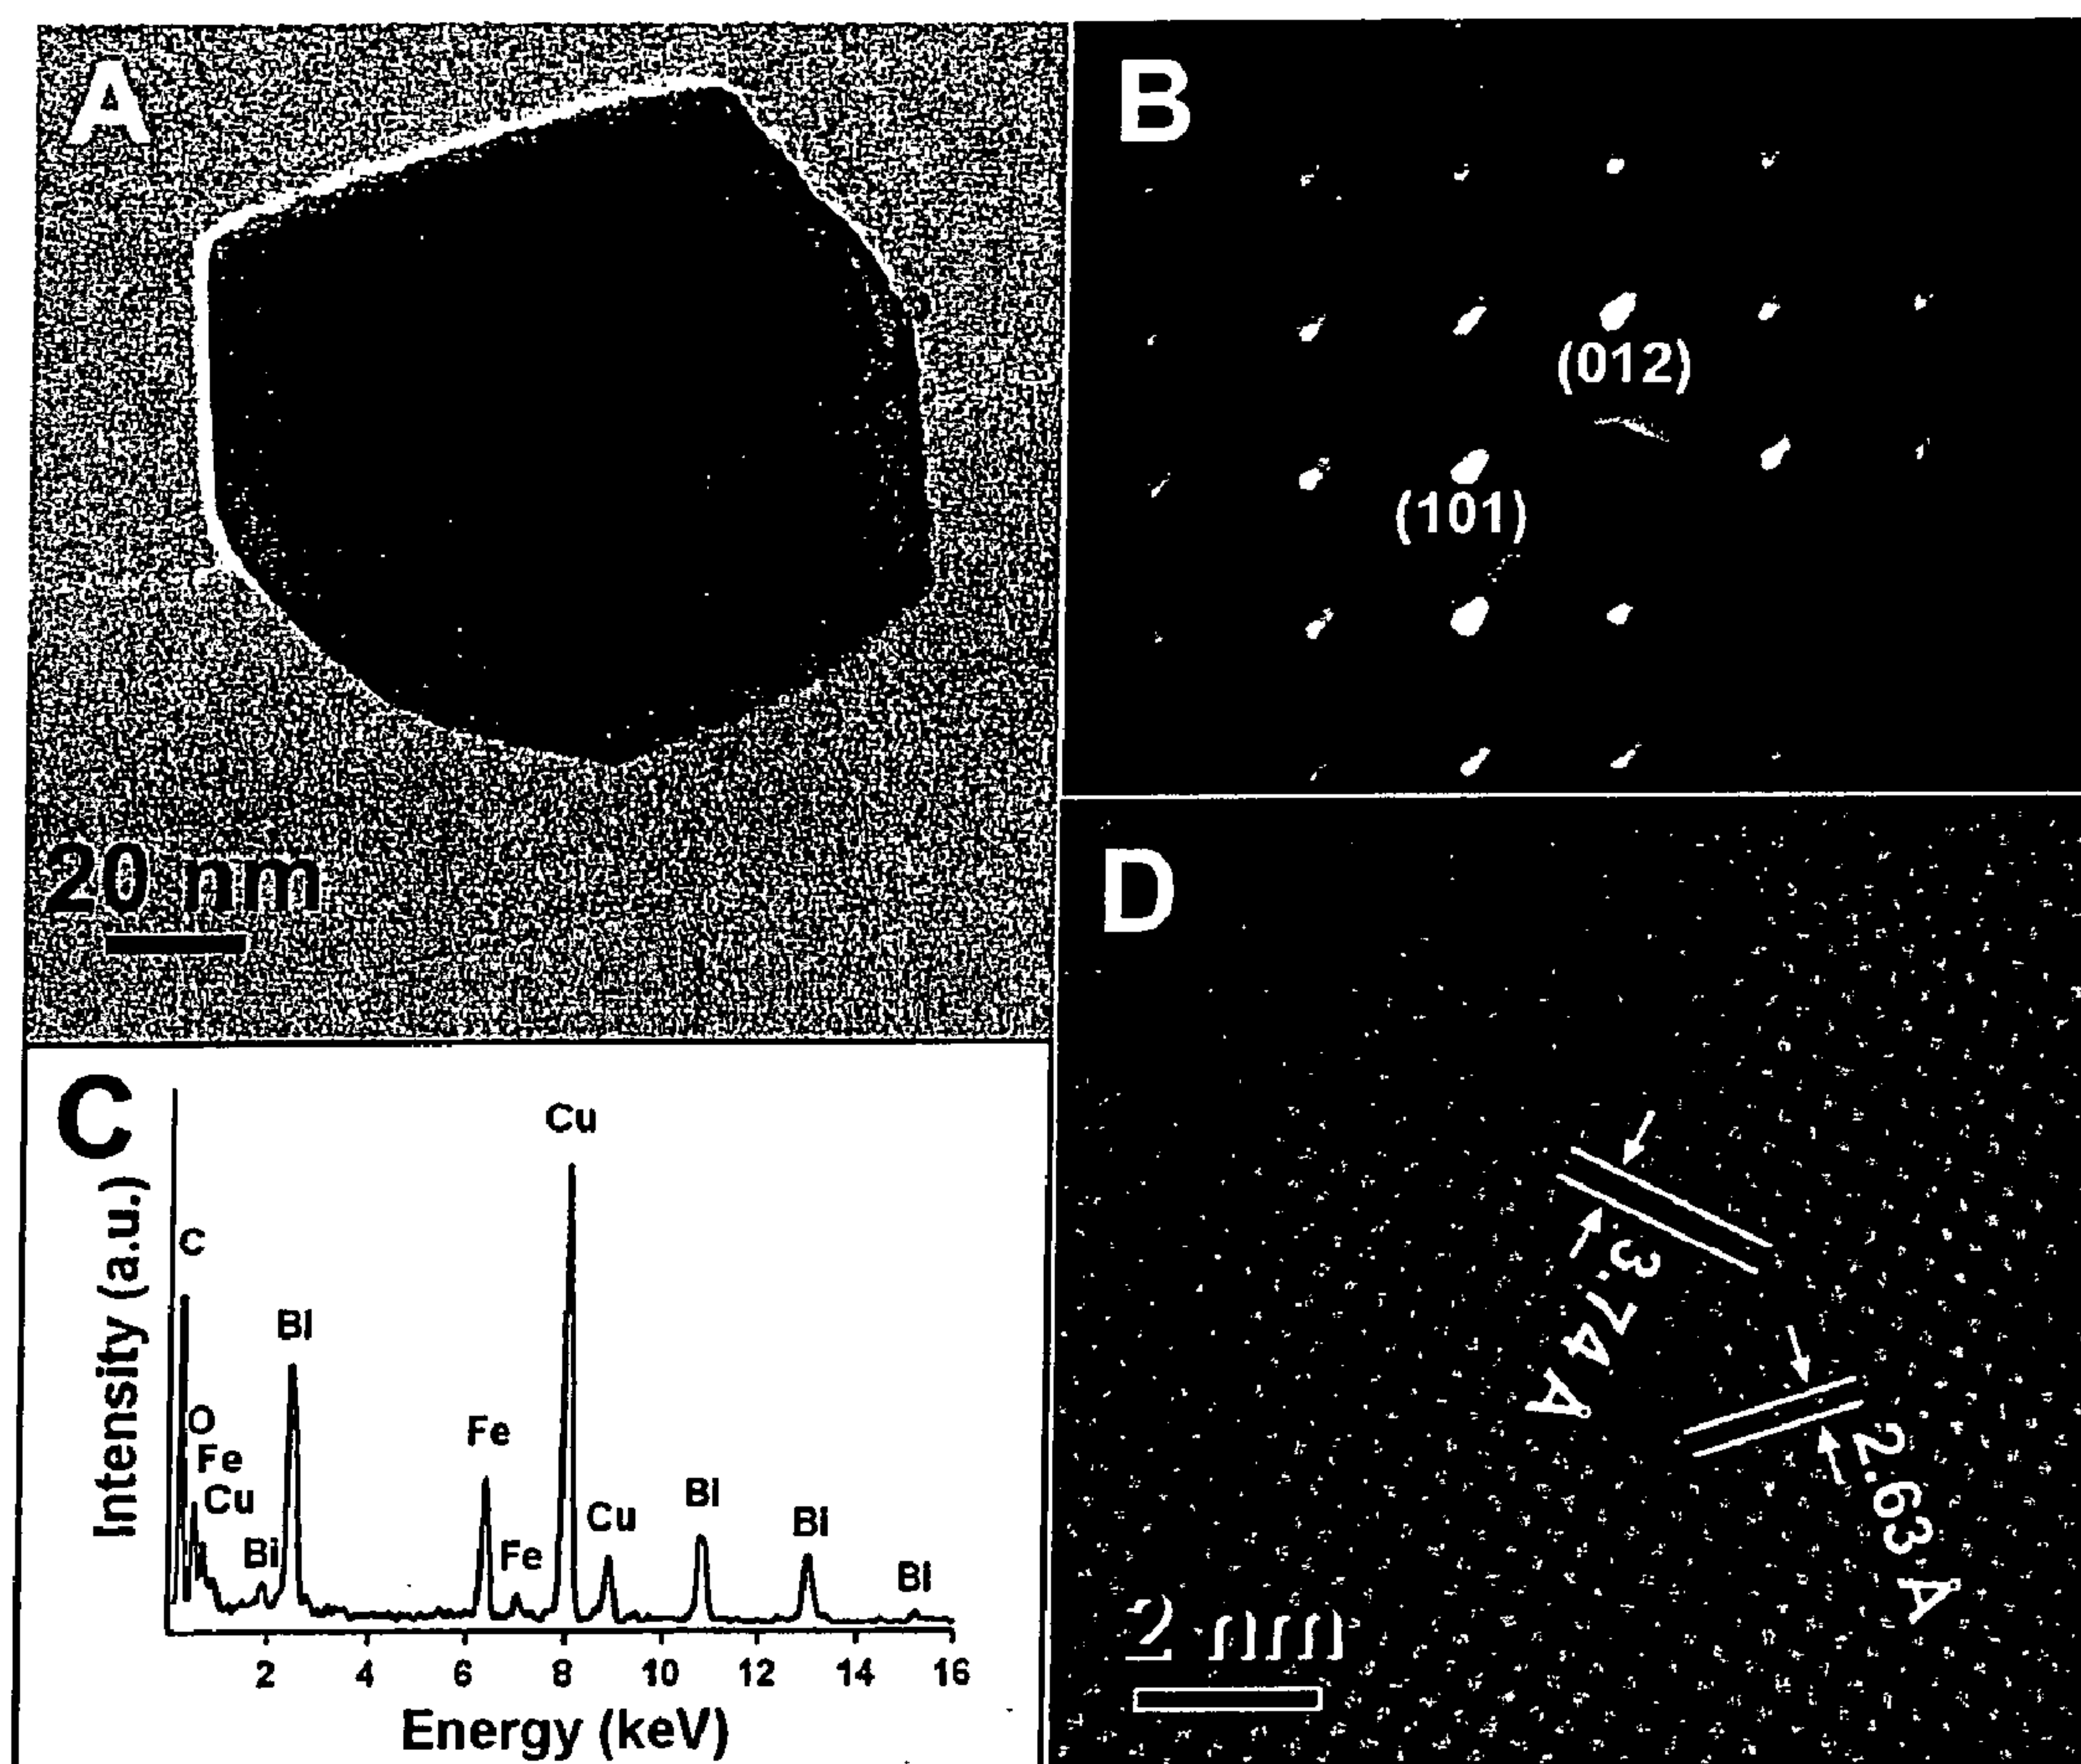 A
20 nm
B
(012)
(101)
C
Intensity (a.u.)
C
O
Fe
Cu
Bi
Bi
Fe
Fe
Cu
Cu
Bi
Bi
Bi
2 4 6 8 10 12 14 16
Energy (keV)
D
3.74 Å
2.63 Å
2 nm